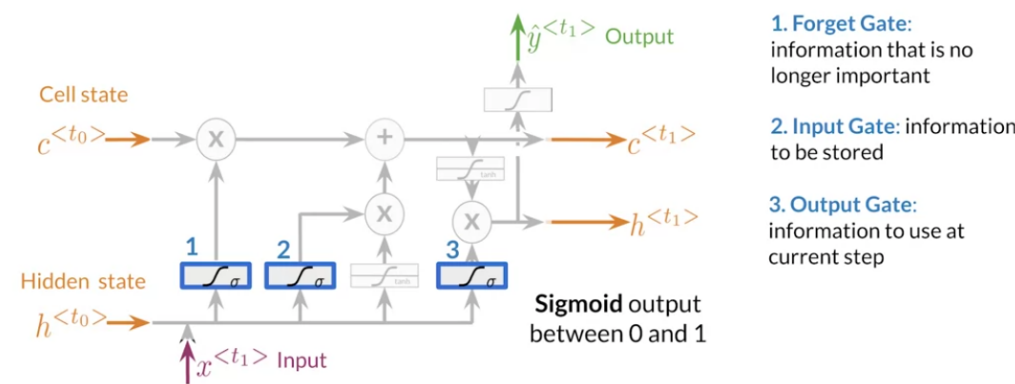 ŷ<t₁> Output
Cell state
c<t₀>
x
+
c<t₁>
tanh
x
x
h<t₁>
1
2
3
σ
σ
tanh
σ
Hidden state
h<t₀>
x<t₁> Input
Sigmoid output
between 0 and 1
1. Forget Gate:
information that is no
longer important
2. Input Gate: information
to be stored
3. Output Gate:
information to use at
current step